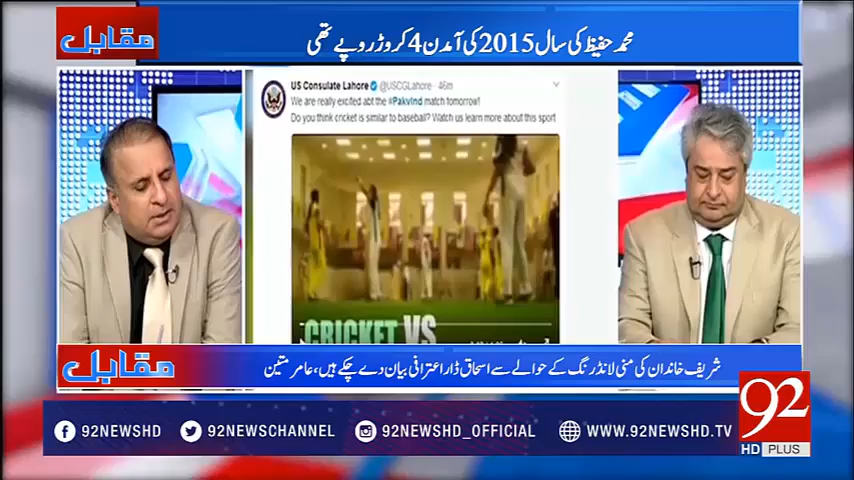 مقابل
محمد حفیظ کی سال 2015 کی آمدن 4 کروڑ روپے تھی
US Consulate Lahore @USCGLahore · 46m
We are really excited abt the #PakvInd match tomorrow!
Do you think cricket is similar to baseball? Watch us learn more about this sport
CRICKET VS
مقابل
شریف خاندان کی منی لانڈرنگ کے حوالے سے اسحاق ڈار اعترافی بیان دے چکے ہیں، عامر متین
92NEWSHD 92NEWSCHANNEL 92NEWSHD_OFFICIAL WWW.92NEWSHD.TV
92
HD PLUS